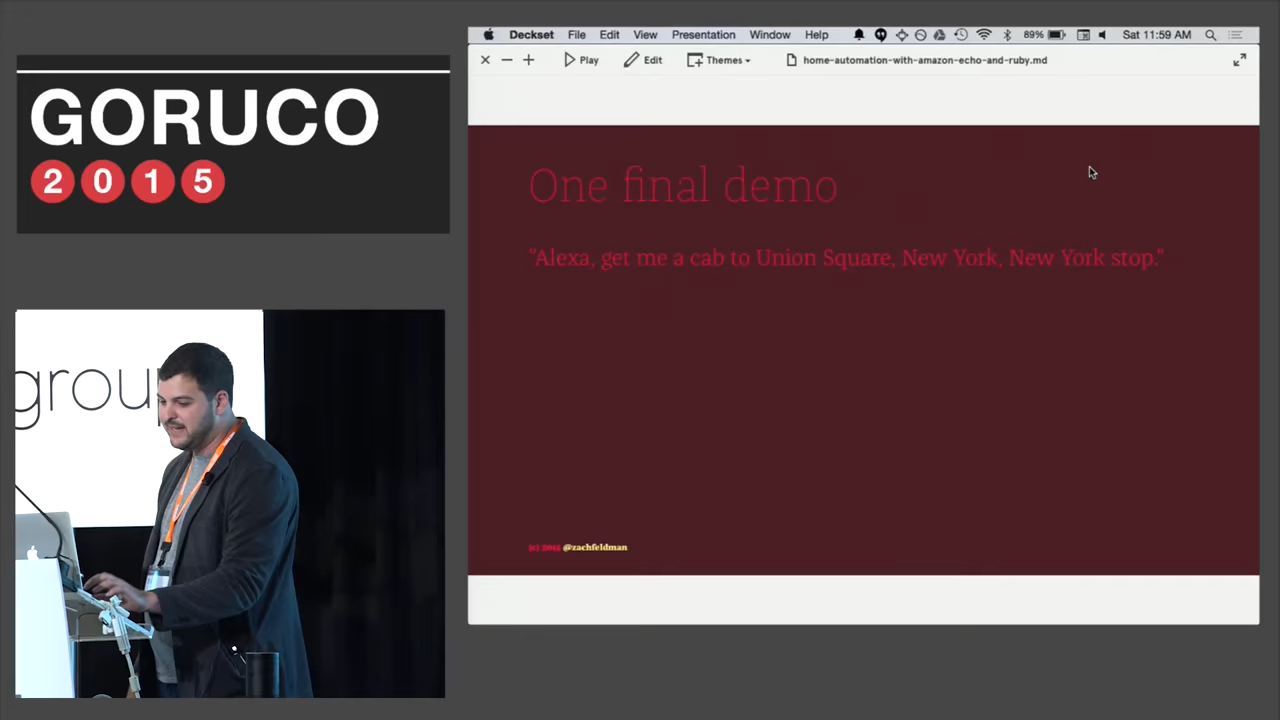 GORUCO
2015
group
Deckset File Edit View Presentation Window Help 89% Sat 11:59 AM
Play Edit Themes home-automation-with-amazon-echo-and-ruby.md
One final demo
"Alexa, get me a cab to Union Square, New York, New York stop."
(c) 2015 @zachfeldman